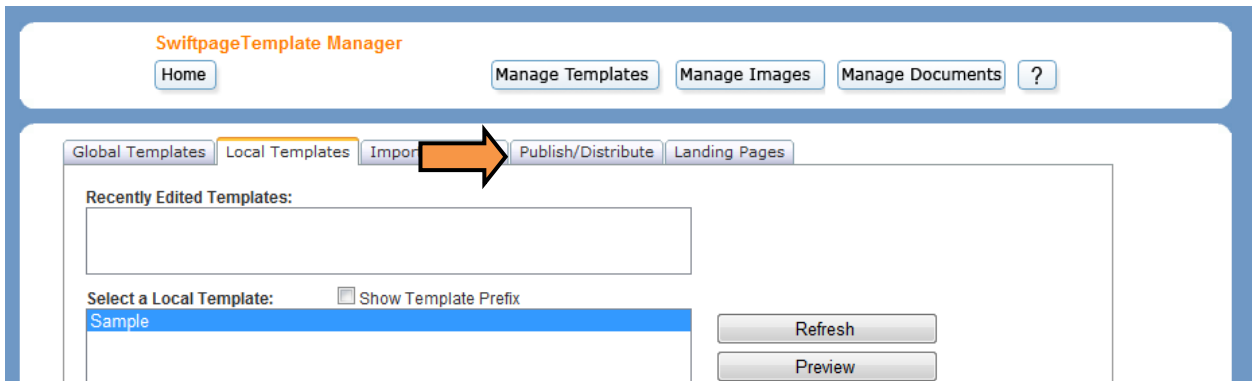 SwiftpageTemplate Manager
Home Manage Templates Manage Images Manage Documents ?
Global Templates Local Templates Publish/Distribute Landing Pages
Recently Edited Templates:
Select a Local Template: Show Template Prefix
Sample
Refresh
Preview